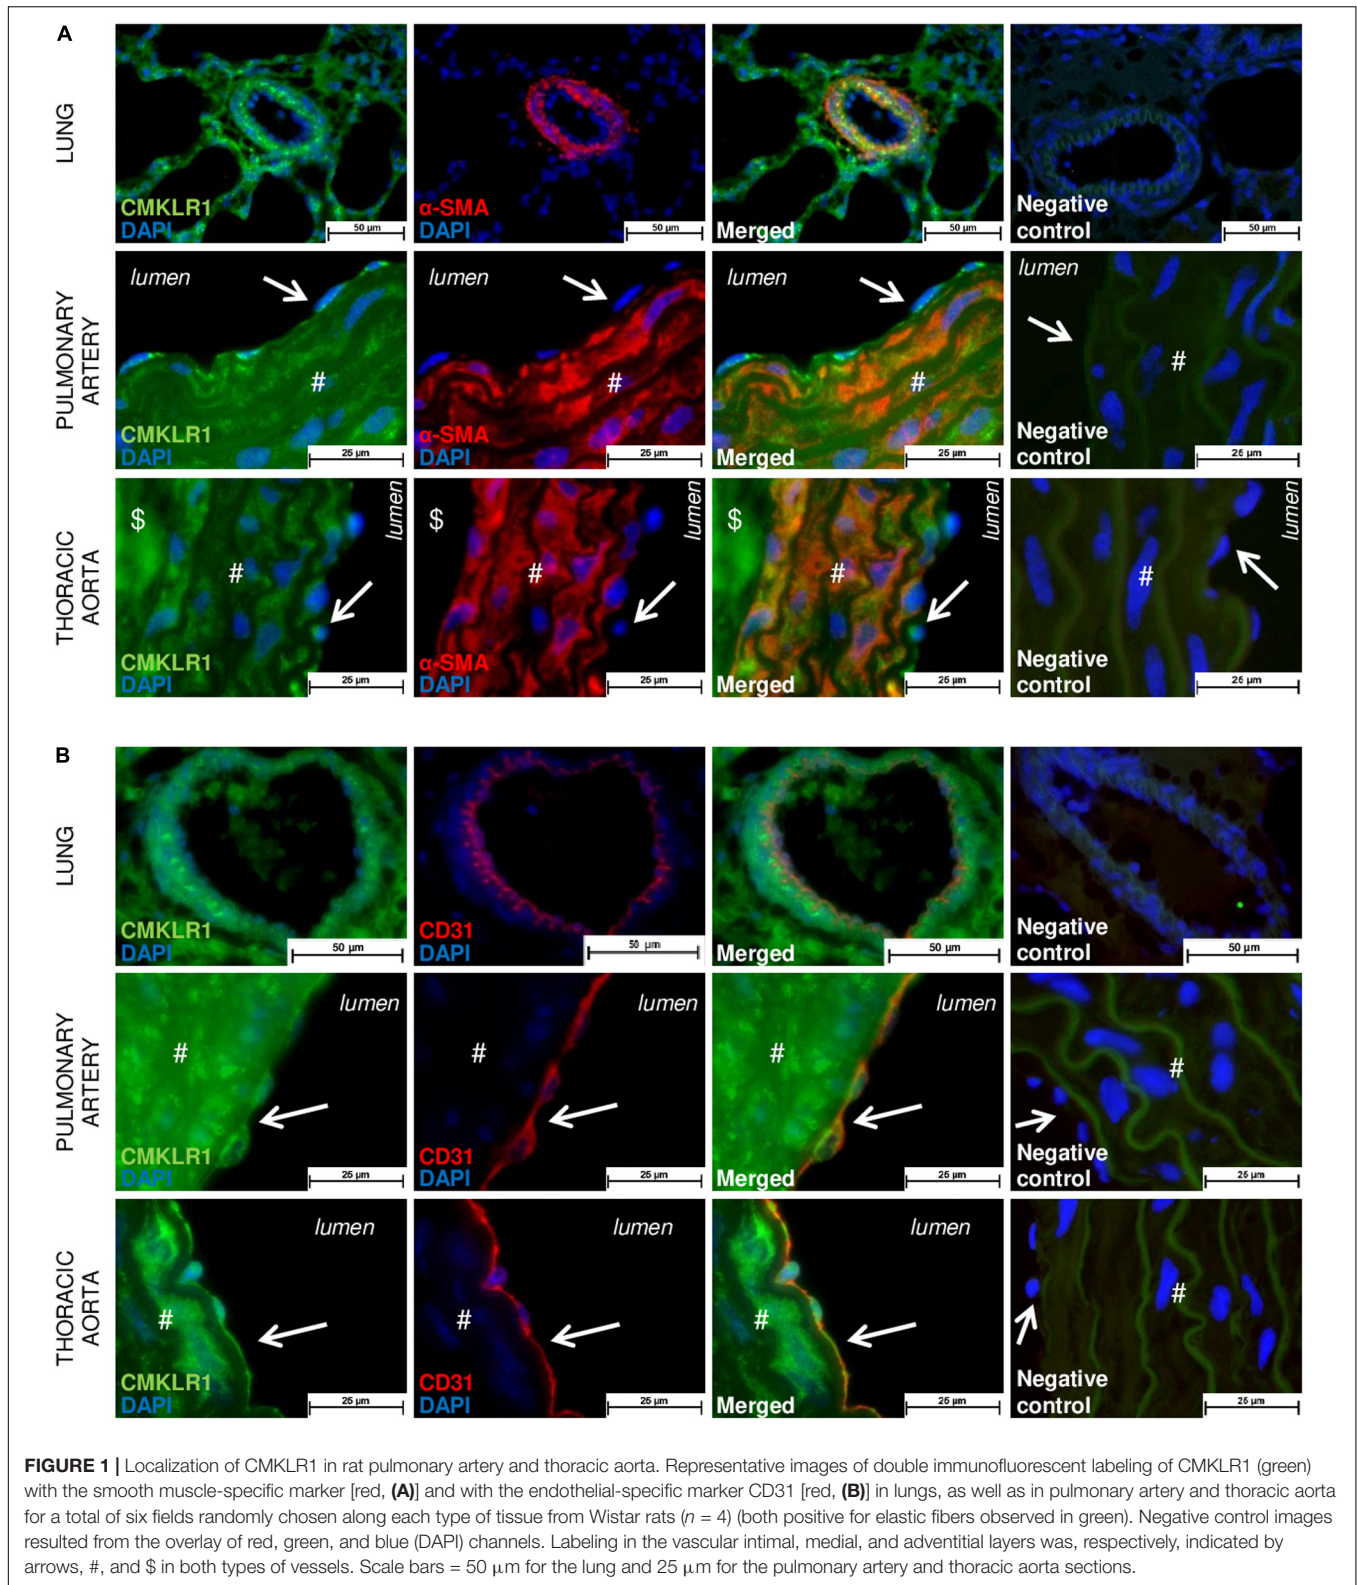 A
LUNG
CMKLR1
DAPI
50 µm
α-SMA
DAPI
50 µm
Merged
50 µm
Negative
control
50 µm
PULMONARY
ARTERY
lumen
#
CMKLR1
DAPI
25 µm
#
α-SMA
DAPI
25 µm
#
Merged
25 µm
lumen
#
Negative
control
25 µm
THORACIC
AORTA
$
#
lumen
CMKLR1
DAPI
25 µm
$
#
lumen
α-SMA
DAPI
25 µm
$
#
lumen
Merged
25 µm
#
lumen
Negative
control
25 µm
B
LUNG
CMKLR1
DAPI
50 µm
CD31
DAPI
50 µm
Merged
50 µm
Negative
control
50 µm
PULMONARY
ARTERY
lumen
#
CMKLR1
DAPI
25 µm
lumen
#
CD31
DAPI
25 µm
lumen
#
Merged
25 µm
#
Negative
control
25 µm
THORACIC
AORTA
lumen
#
CMKLR1
DAPI
25 µm
lumen
#
CD31
DAPI
25 µm
lumen
#
Merged
25 µm
#
Negative
control
25 µm
FIGURE 1 | Localization of CMKLR1 in rat pulmonary artery and thoracic aorta. Representative images of double immunofluorescent labeling of CMKLR1 (green)
with the smooth muscle-specific marker [red, (A)] and with the endothelial-specific marker CD31 [red, (B)] in lungs, as well as in pulmonary artery and thoracic aorta
for a total of six fields randomly chosen along each type of tissue from Wistar rats (n = 4) (both positive for elastic fibers observed in green). Negative control images
resulted from the overlay of red, green, and blue (DAPI) channels. Labeling in the vascular intimal, medial, and adventitial layers was, respectively, indicated by
arrows, #, and $ in both types of vessels. Scale bars = 50 µm for the lung and 25 µm for the pulmonary artery and thoracic aorta sections.